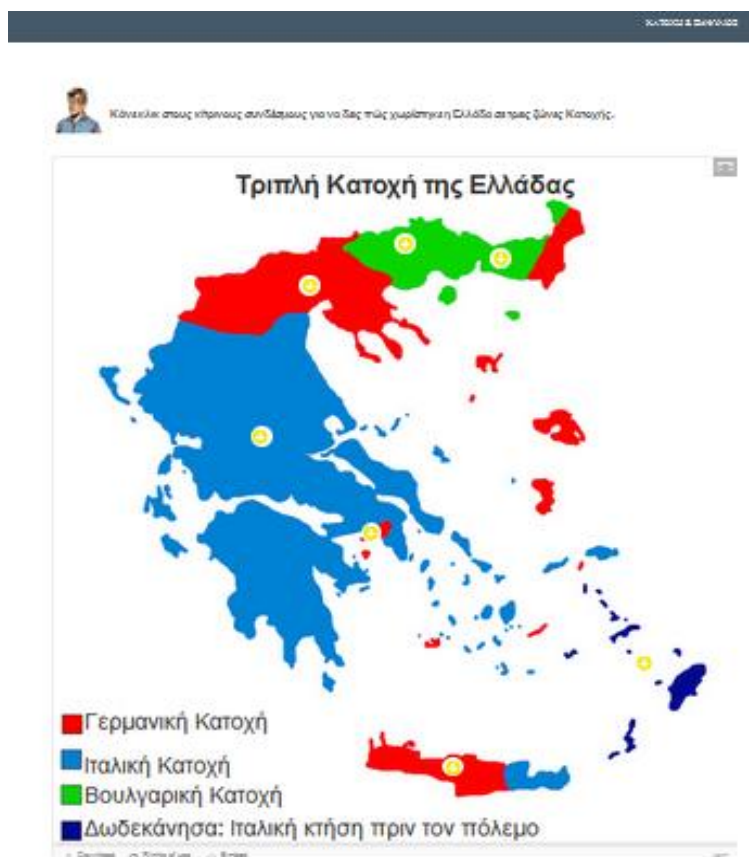 Κάνε κλικ στους κίτρινους συνδέσμους για να δεις πώς χωρίστηκε η Ελλάδα σε τρεις ζώνες Κατοχής.
Τριπλή Κατοχή της Ελλάδας
Γερμανική Κατοχή
Ιταλική Κατοχή
Βουλγαρική Κατοχή
Δωδεκάνησα: Ιταλική κτήση πριν τον πόλεμο